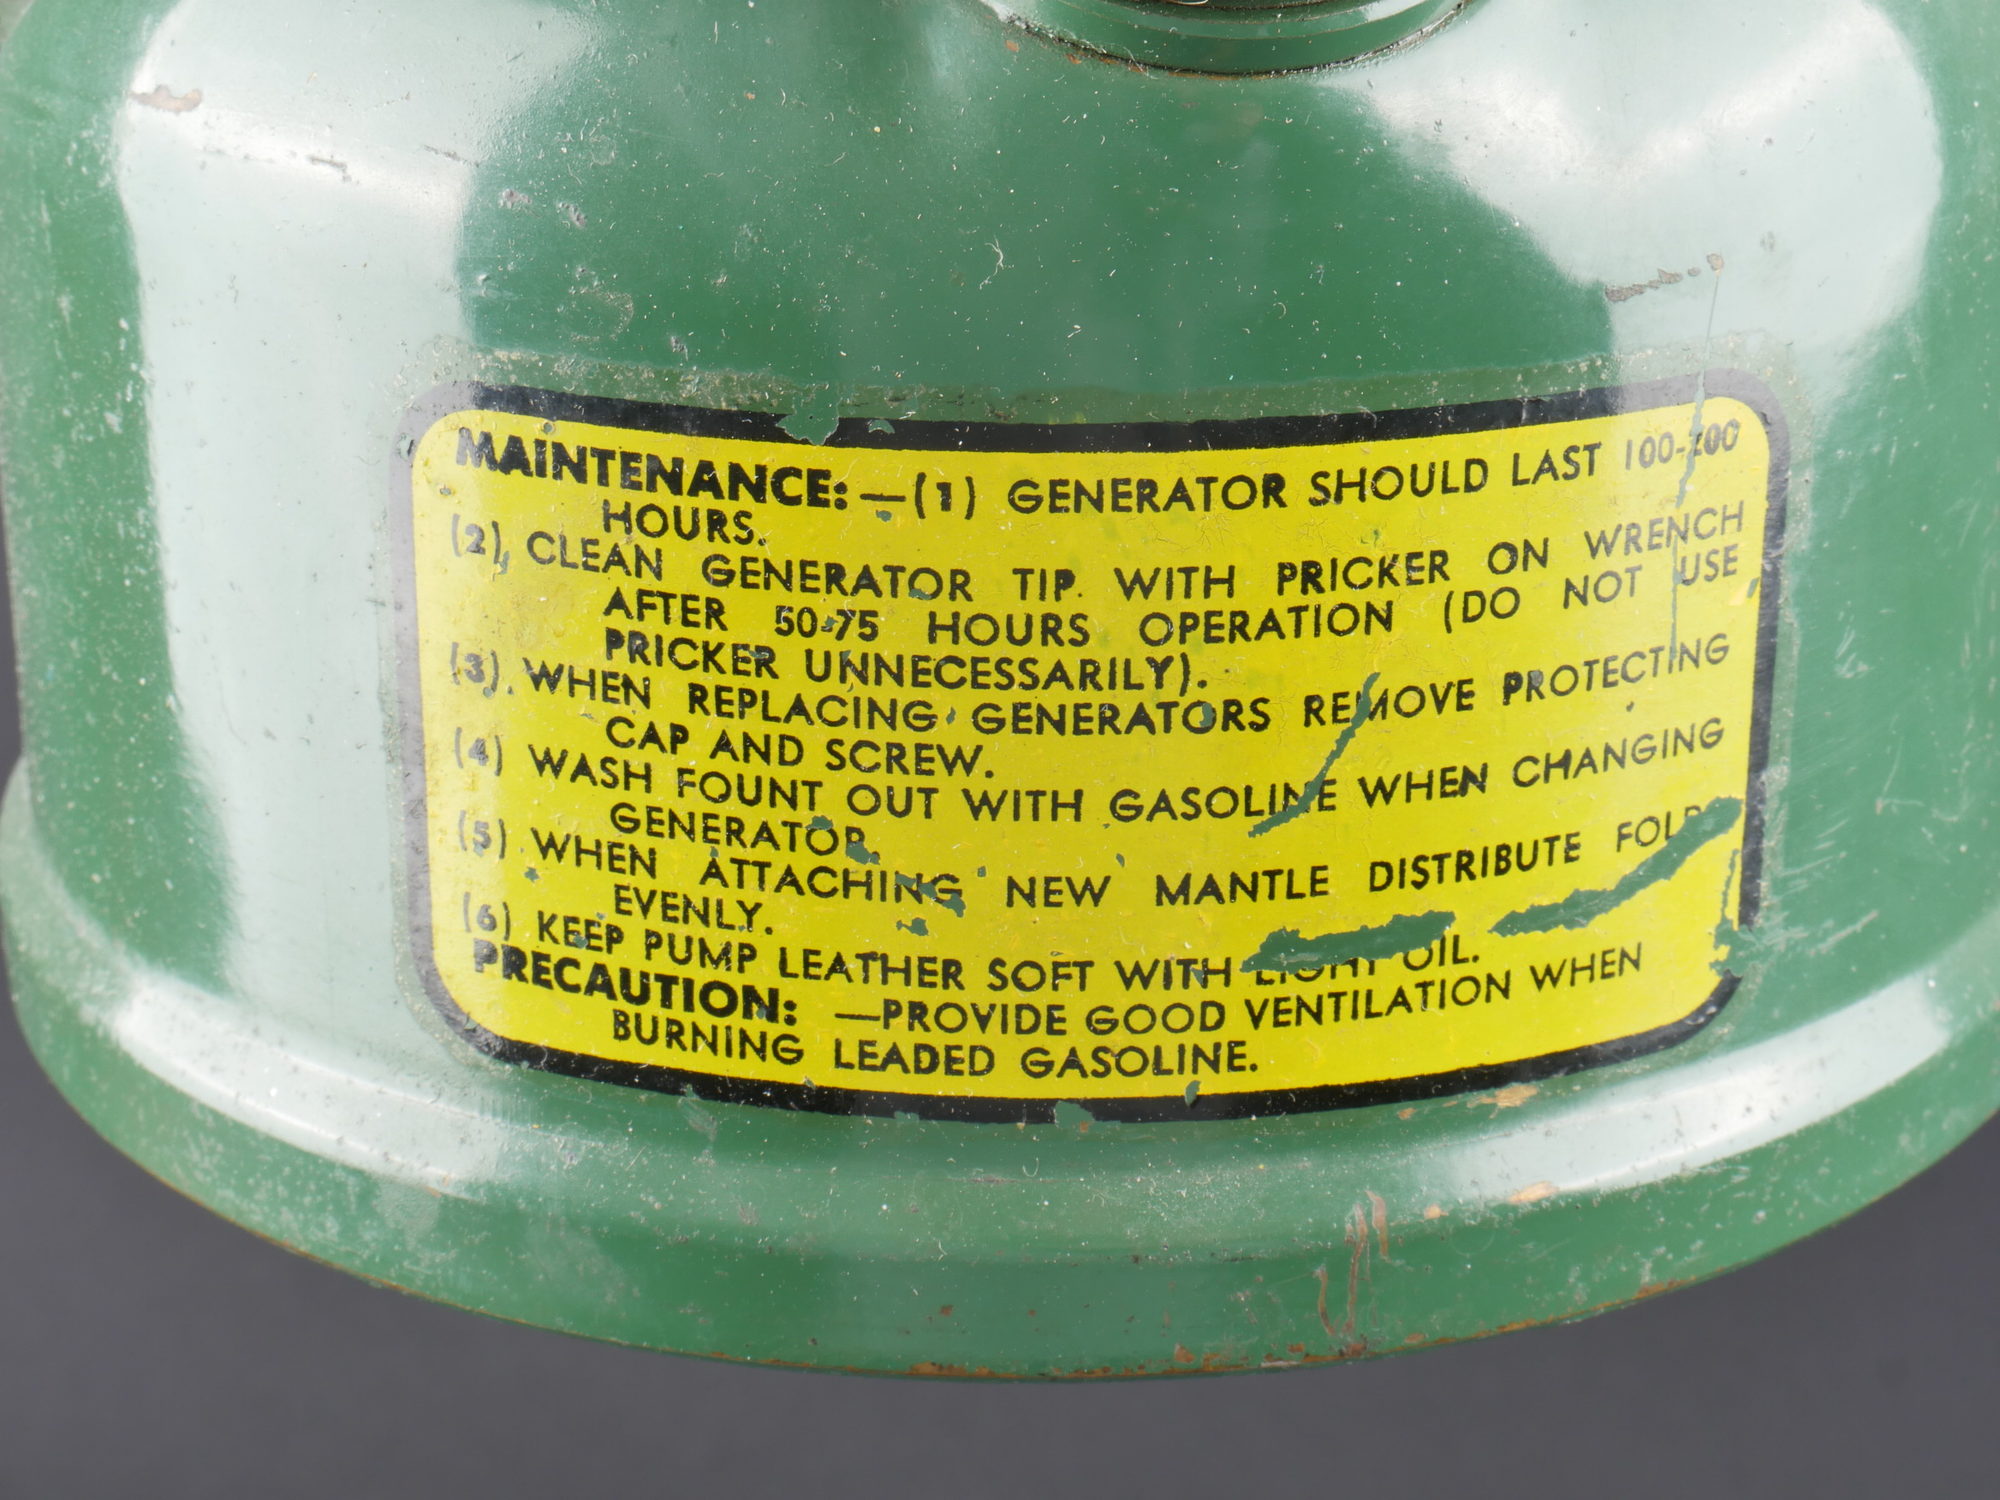 MAINTENANCE: —(1) GENERATOR SHOULD LAST 100-200
HOURS.
(2) CLEAN GENERATOR TIP WITH PRICKER ON WRENCH
AFTER 50-75 HOURS OPERATION (DO NOT USE
PRICKER UNNECESSARILY).
(3) WHEN REPLACING GENERATORS REMOVE PROTECTING
CAP AND SCREW.
(4) WASH FOUNT OUT WITH GASOLINE WHEN CHANGING
GENERATOR.
(5) WHEN ATTACHING NEW MANTLE DISTRIBUTE FOLDS
EVENLY.
(6) KEEP PUMP LEATHER SOFT WITH LIGHT OIL.
PRECAUTION: —PROVIDE GOOD VENTILATION WHEN
BURNING LEADED GASOLINE.